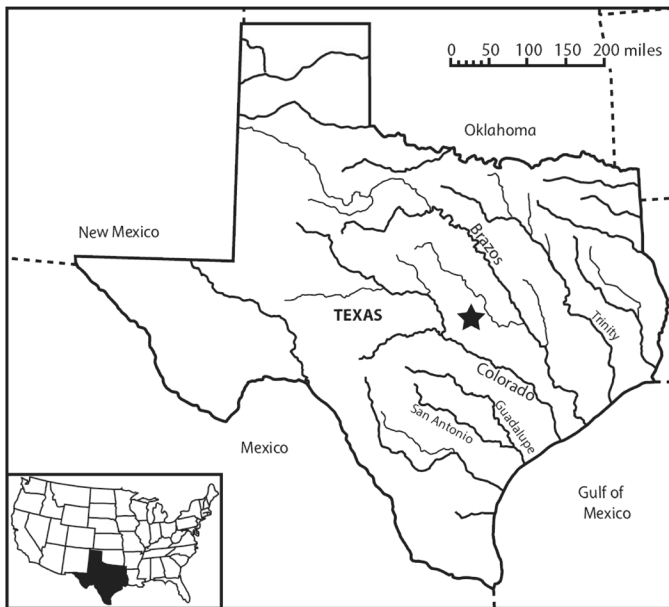 0 50 100 150 200 miles
Oklahoma
New Mexico
Brazos
TEXAS
Trinity
Colorado
Guadalupe
San Antonio
Mexico
Gulf of
Mexico